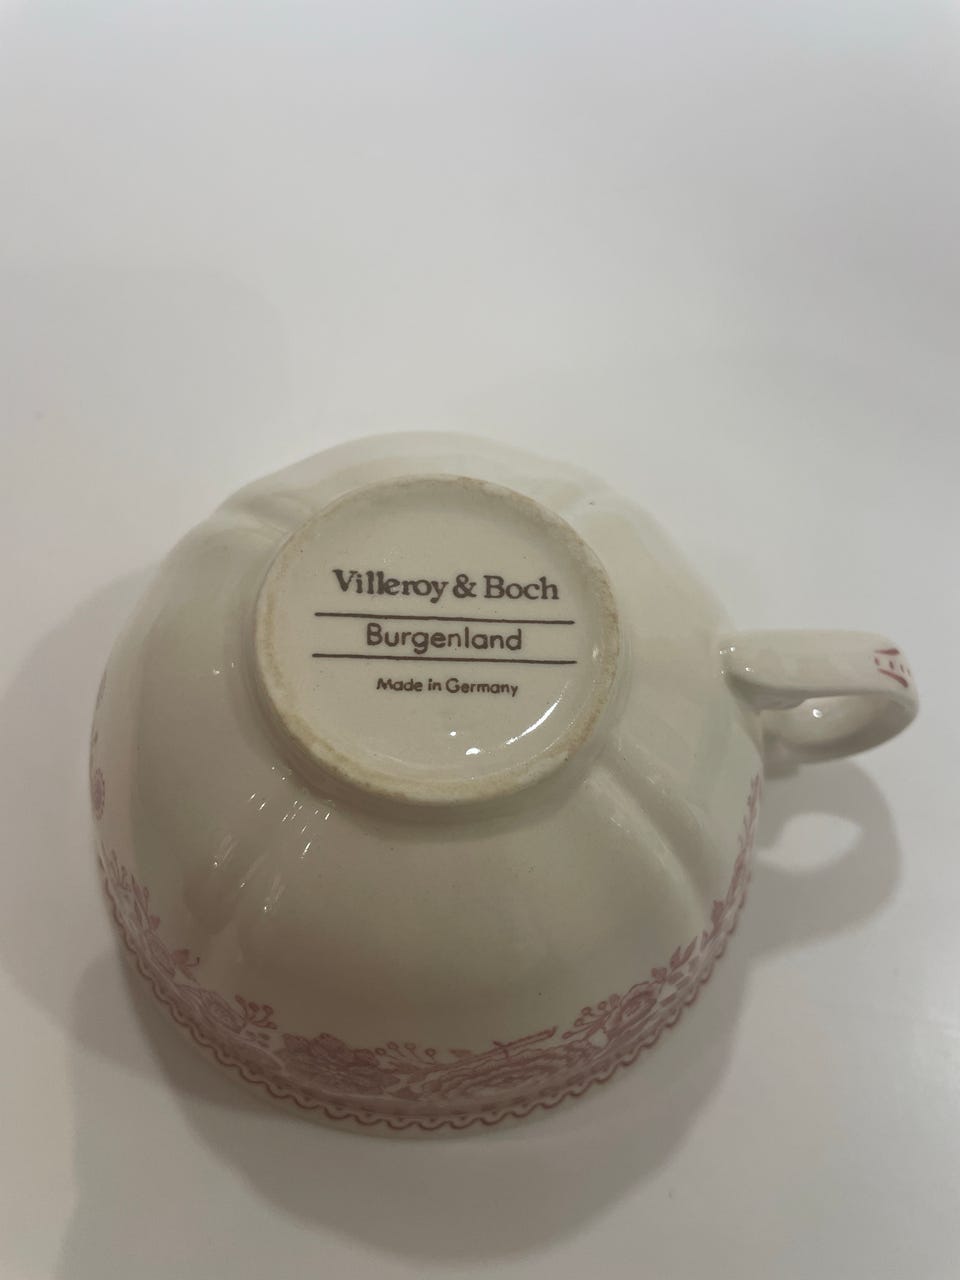 Villeroy & Boch
Burgenland
Made in Germany